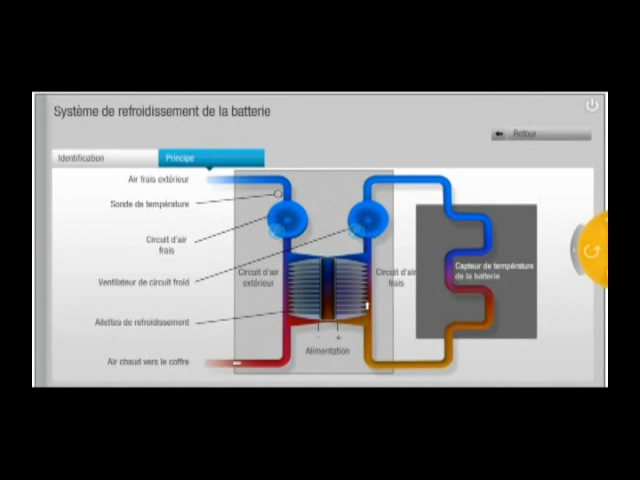 Système de refroidissement de la batterie
Retour
Identification
Principe
Air frais extérieur
Sonde de température
Circuit d'air
frais
Ventilateur de circuit froid
Ailettes de refroidissement
Air chaud vers le coffre
Circuit d'air
extérieur
Circuit d'air
frais
Capteur de température
de la batterie
- +
Alimentation